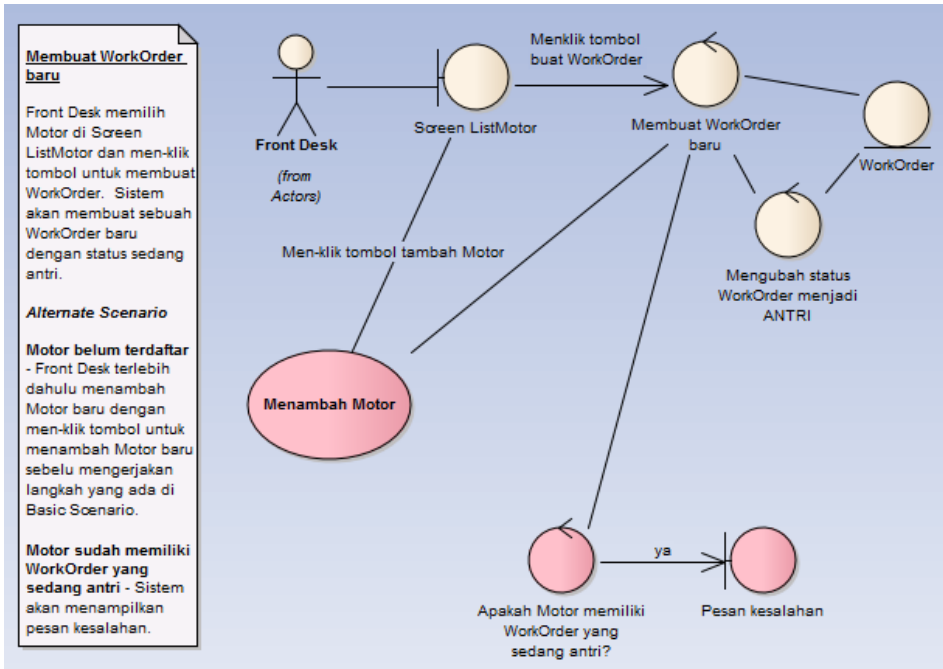 Membuat WorkOrder
baru
Front Desk memilih
Motor di Screen
ListMotor dan men-klik
tombol untuk membuat
WorkOrder. Sistem
akan membuat sebuah
WorkOrder baru
dengan status sedang
antri.
Alternate Scenario
Motor belum terdaftar
- Front Desk terlebih
dahulu menambah
Motor baru dengan
men-klik tombol untuk
menambah Motor baru
sebelu mengerjakan
langkah yang ada di
Basic Scenario.
Motor sudah memiliki
WorkOrder yang
sedang antri - Sistem
akan menampilkan
pesan kesalahan.
Front Desk
(from
Actors)
Screen ListMotor
Menklik tombol
buat WorkOrder
Membuat WorkOrder
baru
WorkOrder
Mengubah status
WorkOrder menjadi
ANTRI
Men-klik tombol tambah Motor
Menambah Motor
Apakah Motor memiliki
WorkOrder yang
sedang antri?
ya
Pesan kesalahan